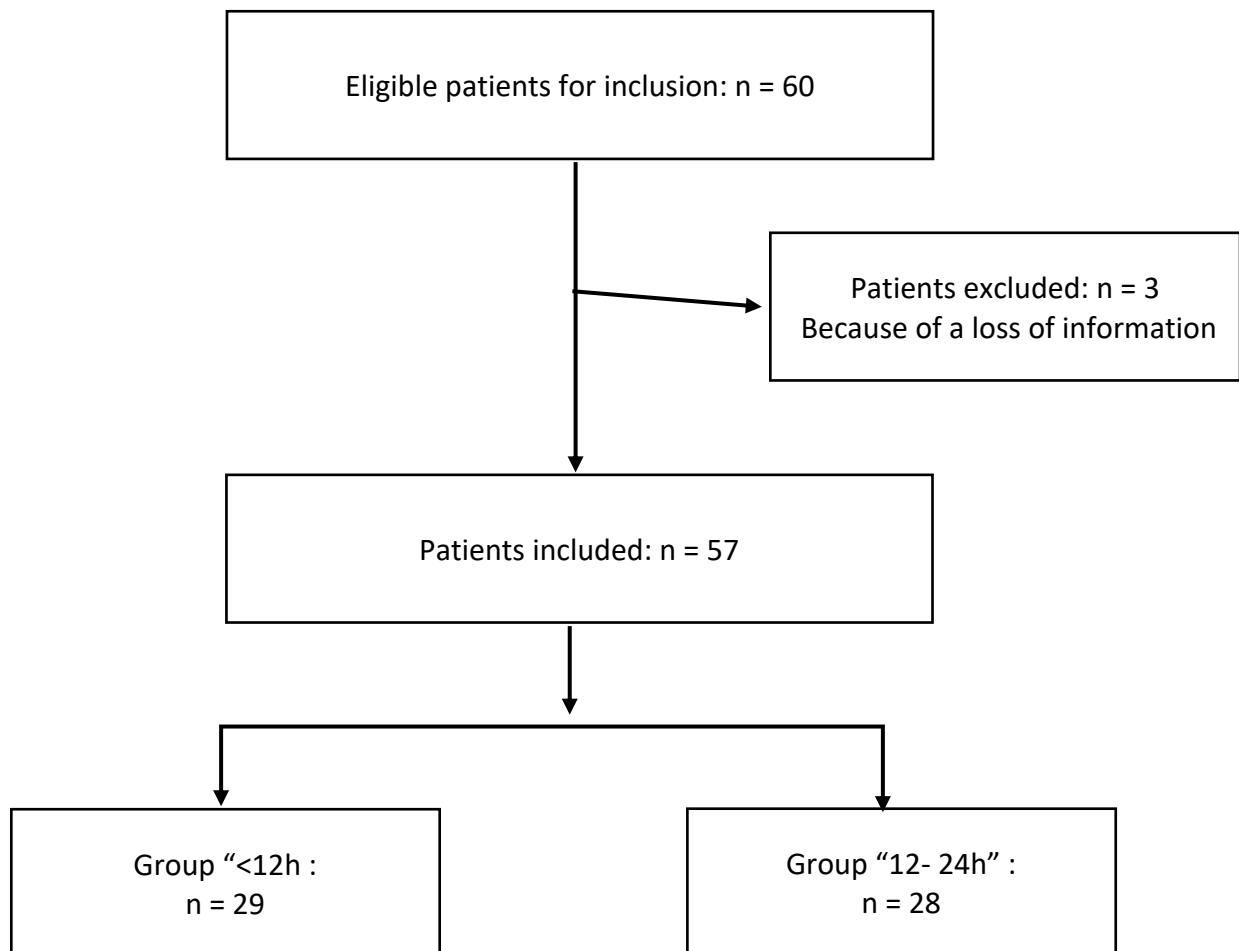 Eligible patients for inclusion: n = 60
Patients excluded: n = 3
Because of a loss of information
Patients included: n = 57
Group “<12h :
n = 29
Group “12- 24h” :
n = 28